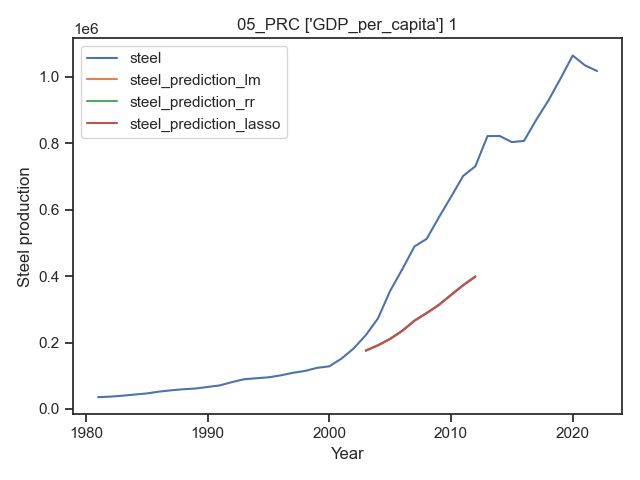 05_PRC ['GDP_per_capita'] 1
1e6
steel
steel_prediction_lm
steel_prediction_rr
steel_prediction_lasso
1.0
0.8
0.6
0.4
0.2
0.0
Steel production
1980
1990
2000
2010
2020
Year